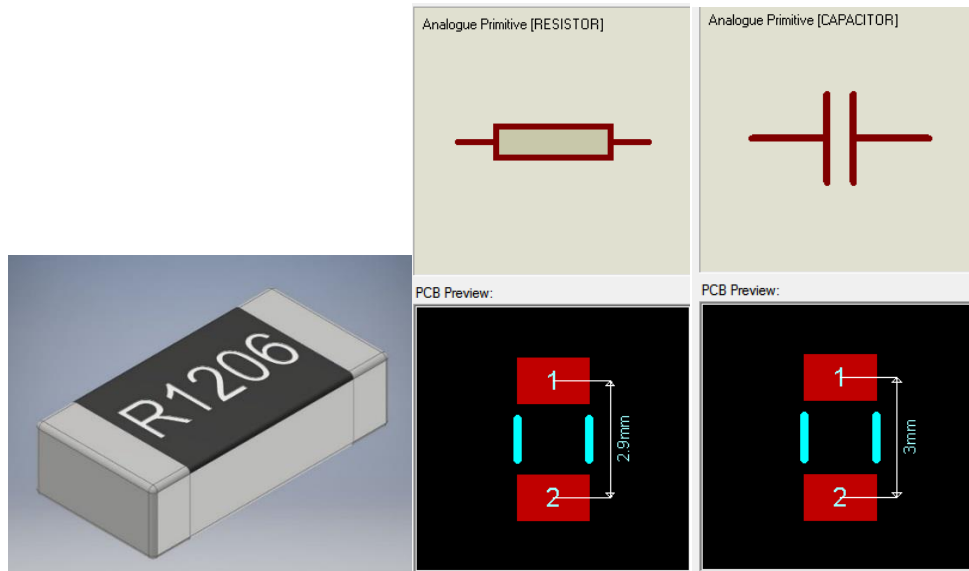 Analogue Primitive [RESISTOR]
Analogue Primitive [CAPACITOR]
R1206
PCB Preview:
1
2.9mm
2
PCB Preview:
1
3mm
2